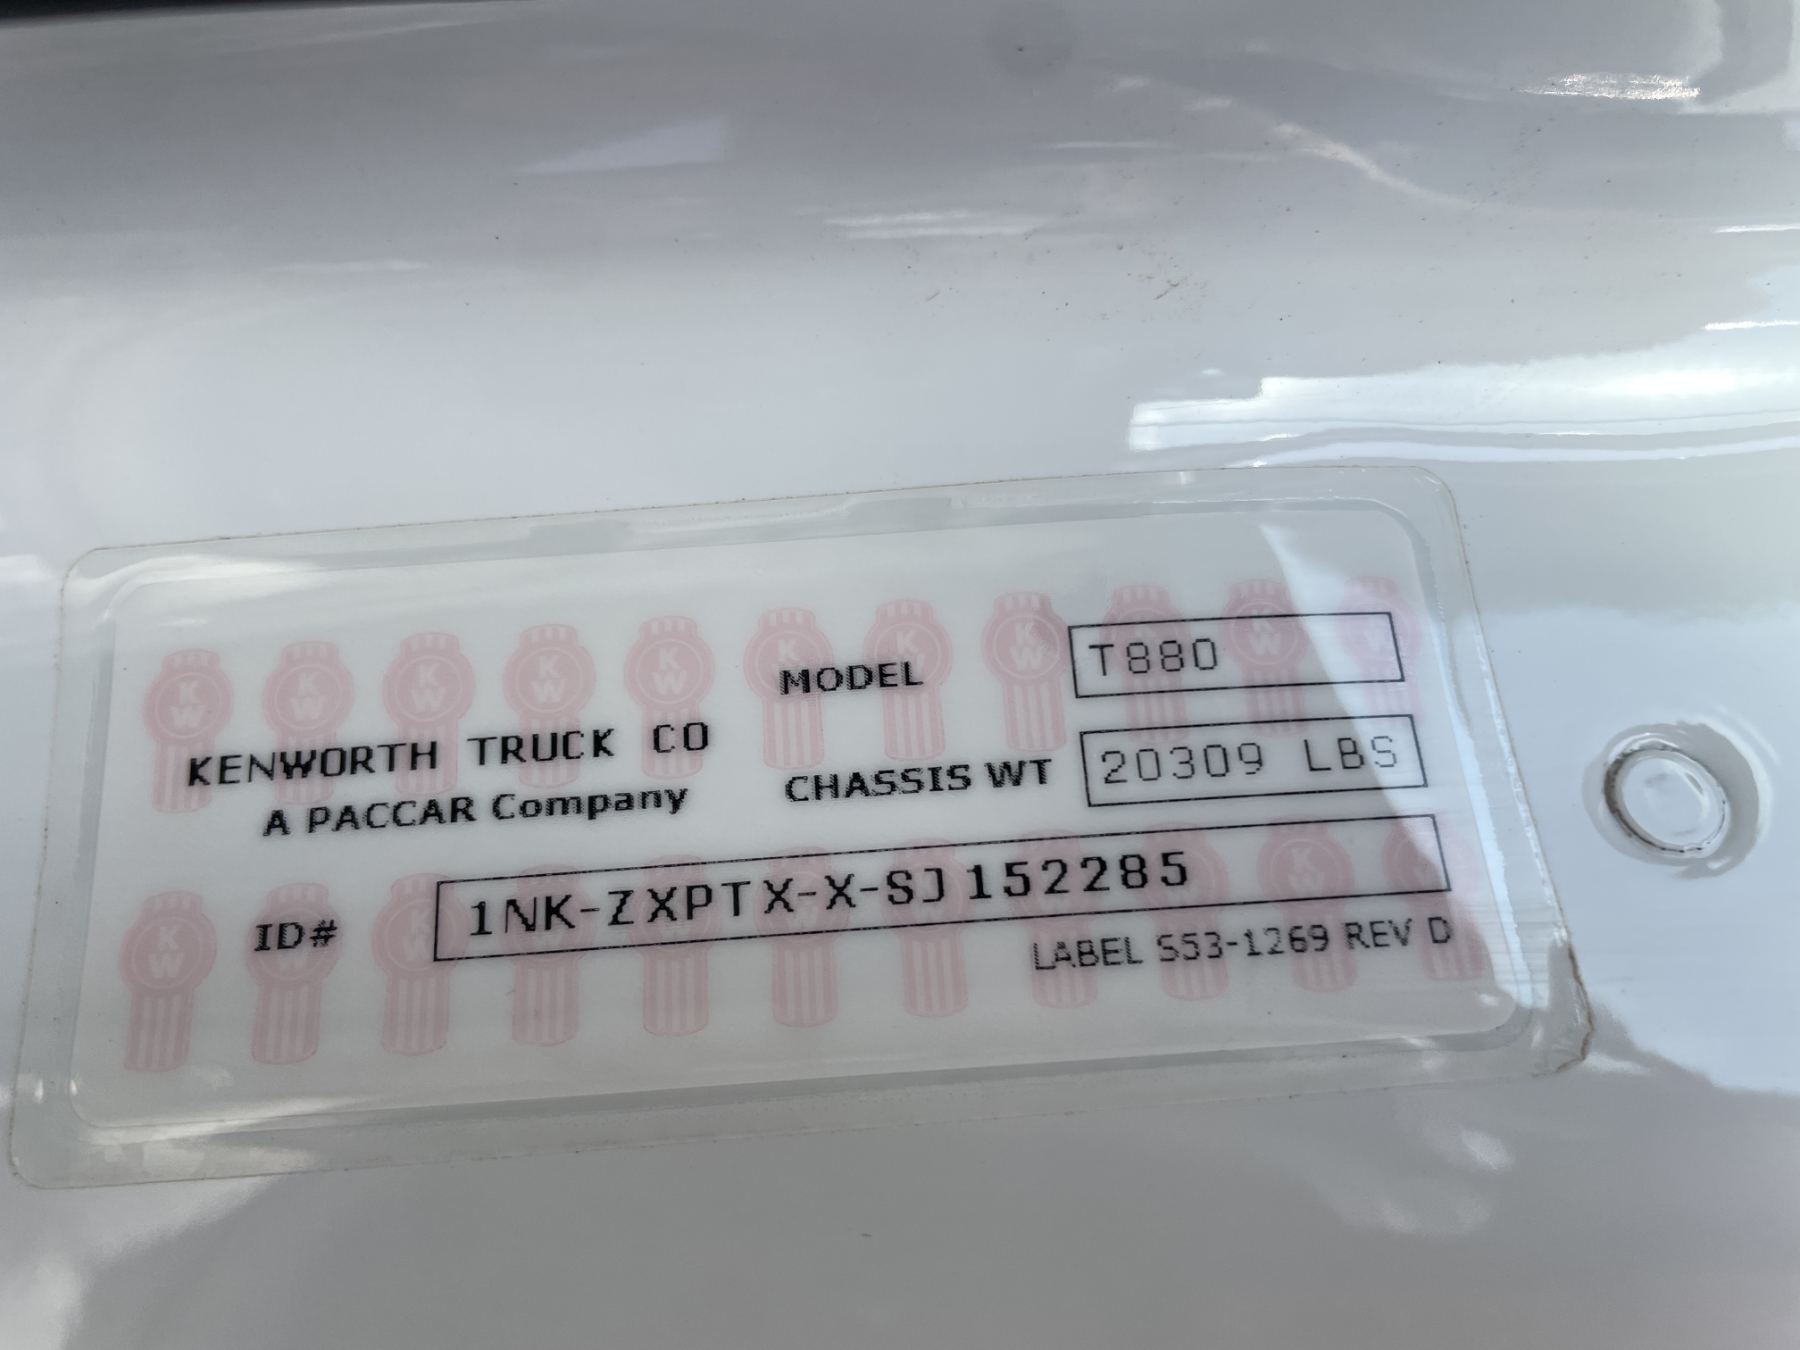 MODEL T880
KENWORTH TRUCK CO
A PACCAR Company
CHASSIS WT 20309 LBS
ID# 1NK-ZXPTX-X-SJ152285
LABEL S53-1269 REV D